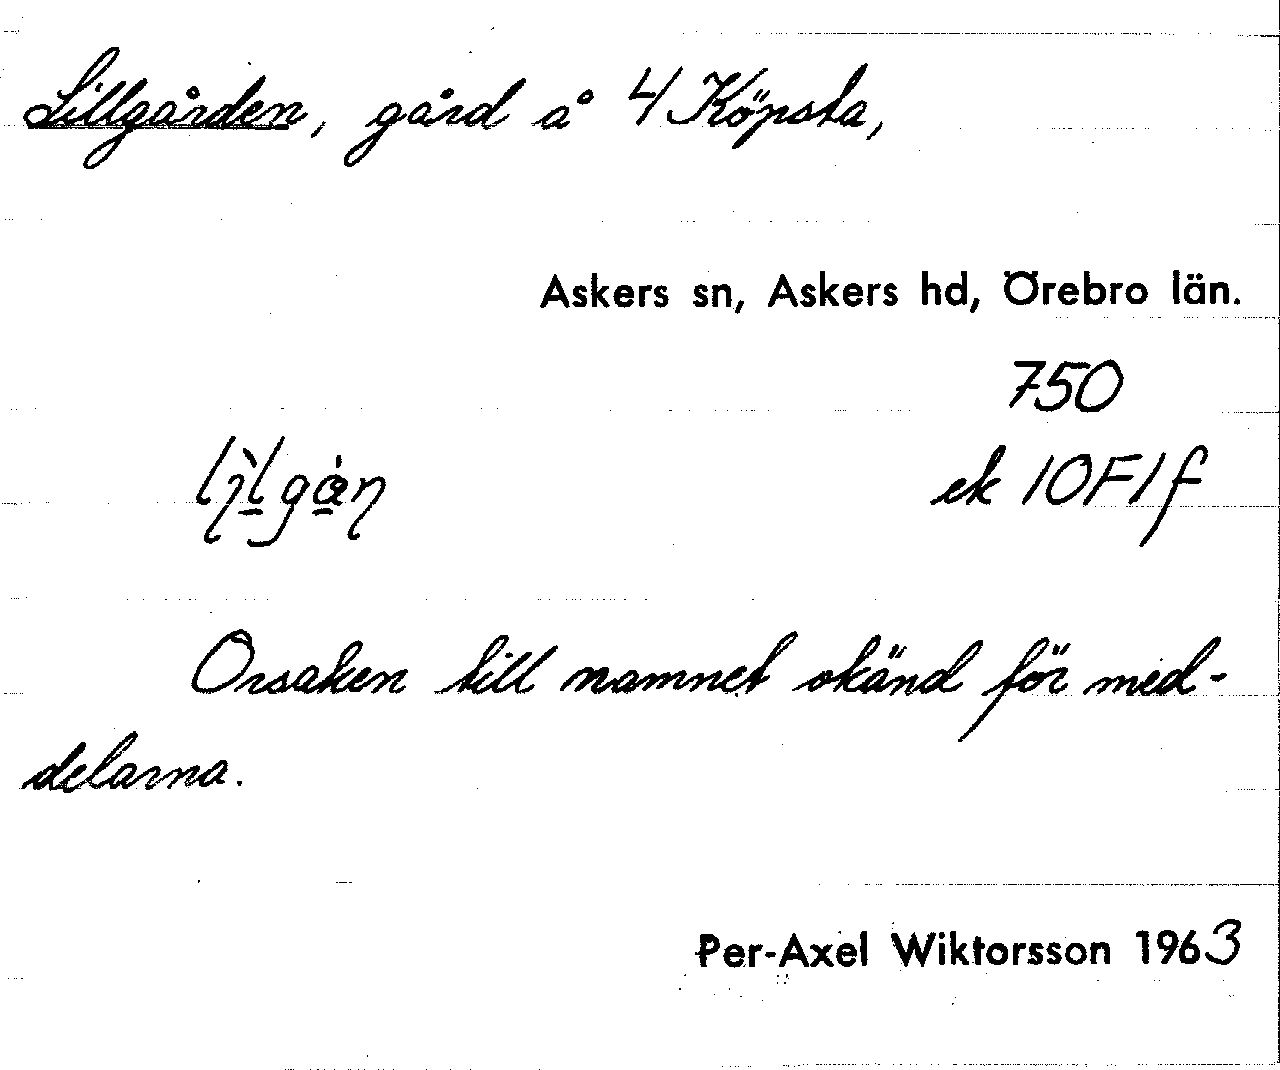 Lillgården, gård å 4 Köpsta,
Askers sn, Askers hd, Örebro län.
750
ek 10F1f
Orsaken till namnet okänd för med-
delarna.
Per-Axel Wiktorsson 1963